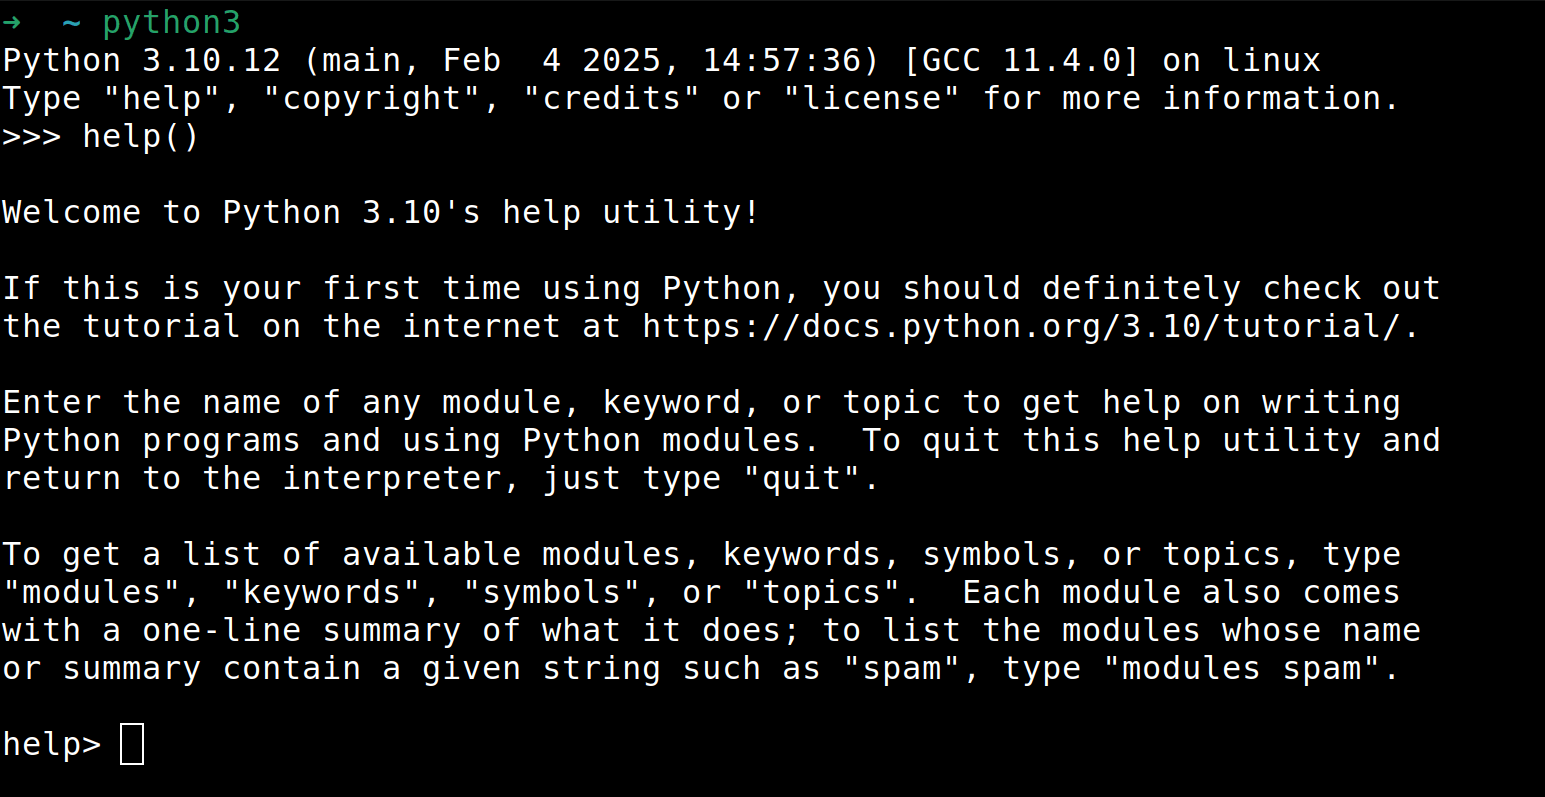 ➜  ~ python3
Python 3.10.12 (main, Feb  4 2025, 14:57:36) [GCC 11.4.0] on linux
Type "help", "copyright", "credits" or "license" for more information.
>>> help()

Welcome to Python 3.10's help utility!

If this is your first time using Python, you should definitely check out
the tutorial on the internet at https://docs.python.org/3.10/tutorial/.

Enter the name of any module, keyword, or topic to get help on writing
Python programs and using Python modules.  To quit this help utility and
return to the interpreter, just type "quit".

To get a list of available modules, keywords, symbols, or topics, type
"modules", "keywords", "symbols", or "topics".  Each module also comes
with a one-line summary of what it does; to list the modules whose name
or summary contain a given string such as "spam", type "modules spam".

help>